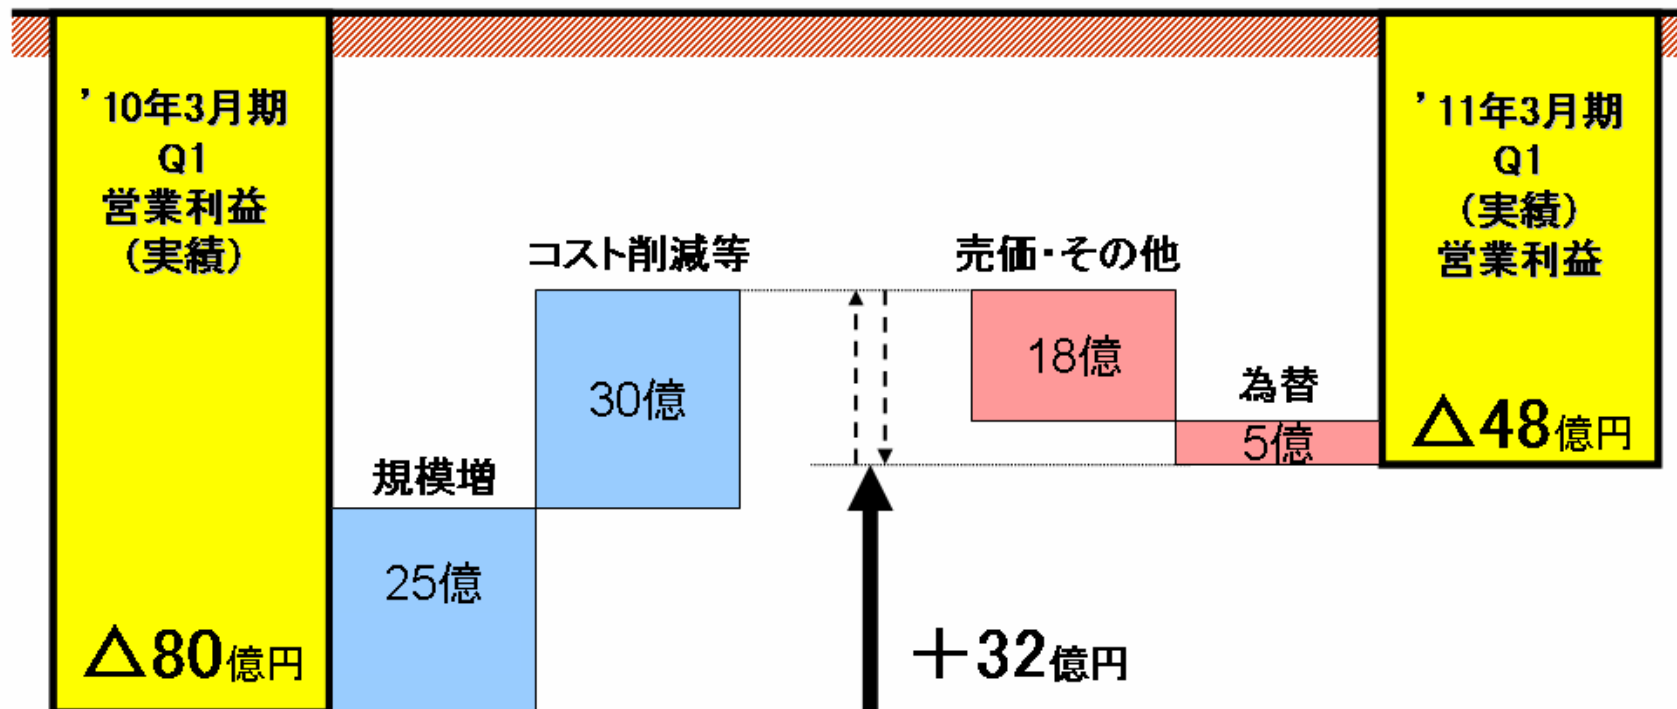 ’10年3月期
Q1
営業利益
(実績)
△80億円
規模増
25億
コスト削減等
30億
売価・その他
18億
為替
5億
＋32億円
’11年3月期
Q1
(実績)
営業利益
△48億円